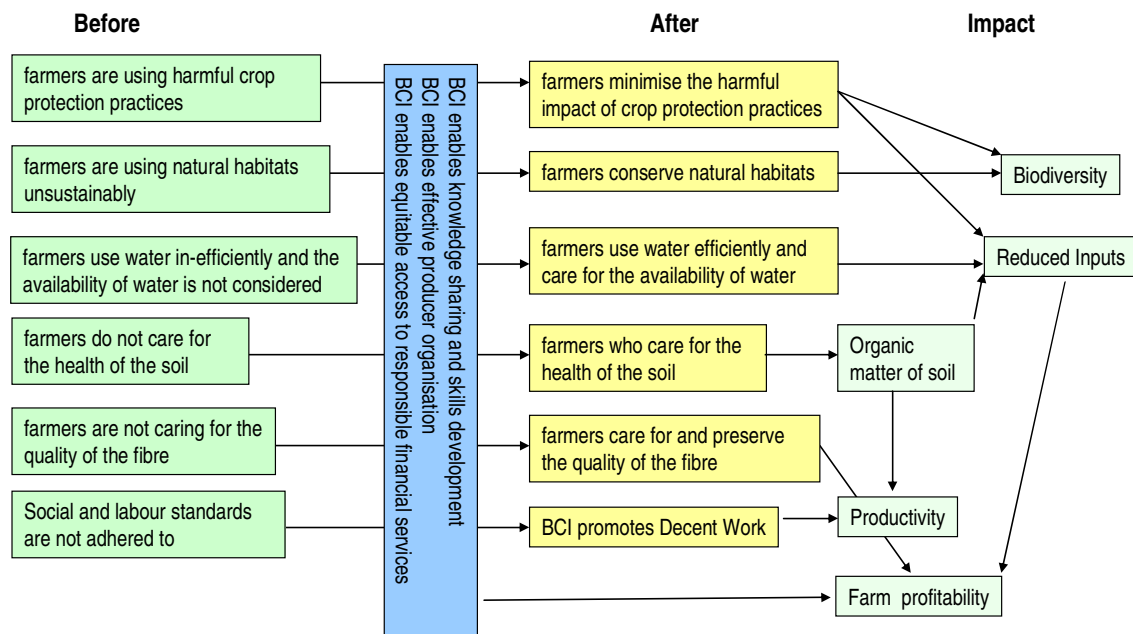 Before
After
Impact
farmers are using harmful crop
protection practices
farmers are using natural habitats
unsustainably
farmers use water in-efficiently and the
availability of water is not considered
farmers do not care for
the health of the soil
farmers are not caring for the
quality of the fibre
Social and labour standards
are not adhered to
BCI enables knowledge sharing and skills development
BCI enables effective producer organisation
BCI enables equitable access to responsible financial services
farmers minimise the harmful
impact of crop protection practices
farmers conserve natural habitats
farmers use water efficiently and
care for the availability of water
farmers who care for the
health of the soil
farmers care for and preserve
the quality of the fibre
BCI promotes Decent Work
Biodiversity
Reduced Inputs
Organic
matter of soil
Productivity
Farm profitability